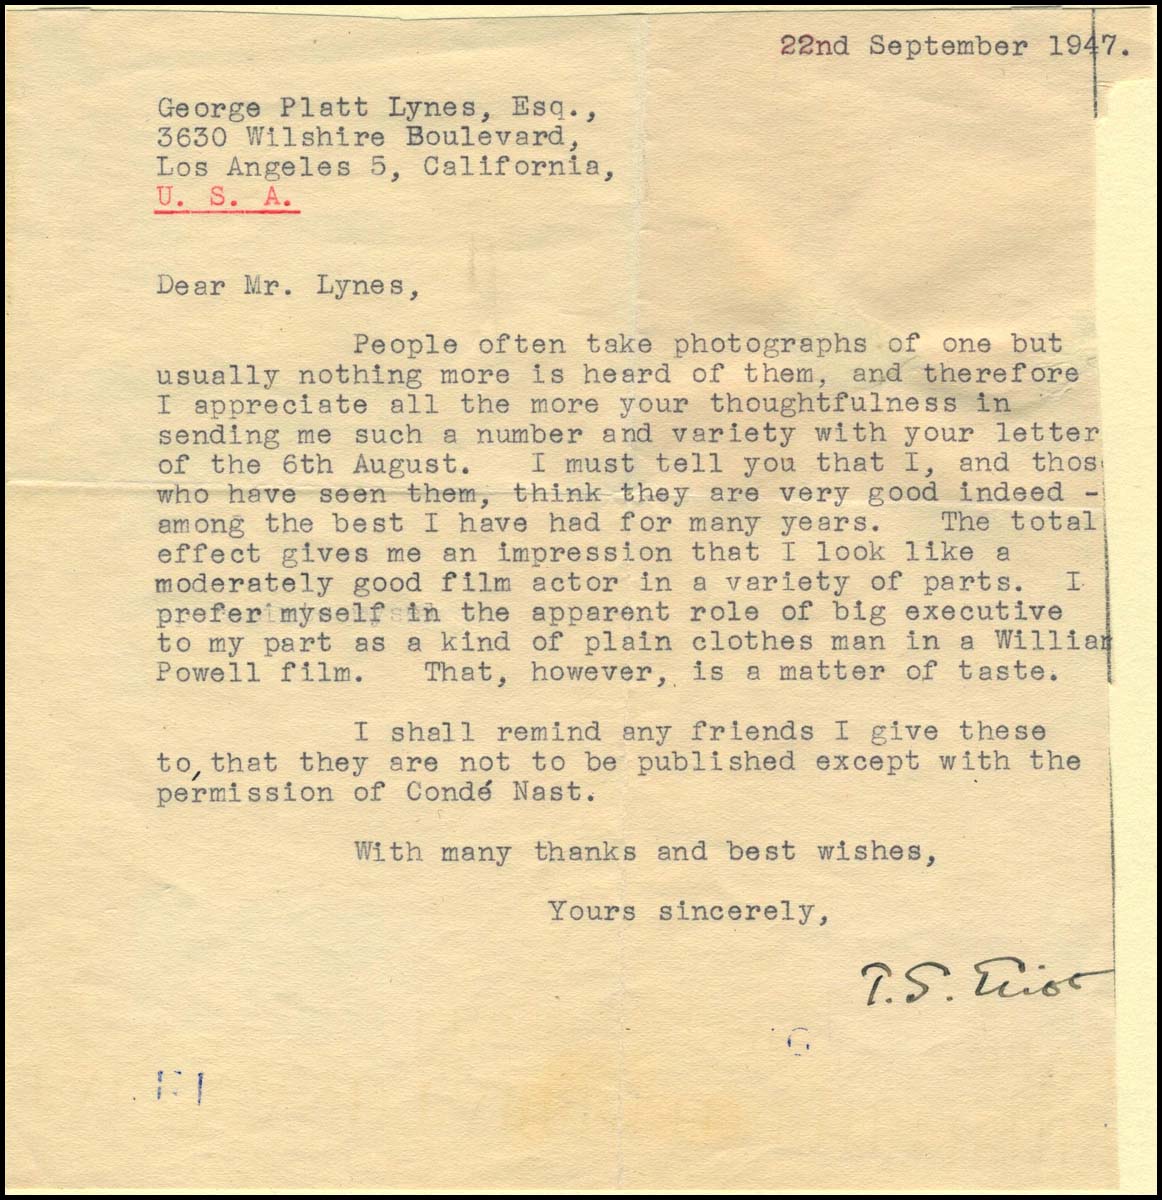 22nd September 1947.
George Platt Lynes, Esq.,
3630 Wilshire Boulevard,
Los Angeles 5, California,
U. S. A.
Dear Mr. Lynes,
People often take photographs of one but
usually nothing more is heard of them, and therefore
I appreciate all the more your thoughtfulness in
sending me such a number and variety with your letter
of the 6th August. I must tell you that I, and thos
who have seen them, think they are very good indeed -
among the best I have had for many years. The total
effect gives me an impression that I look like a
moderately good film actor in a variety of parts. I
prefer myself in the apparent role of big executive
to my part as a kind of plain clothes man in a William
Powell film. That, however, is a matter of taste.
I shall remind any friends I give these
to, that they are not to be published except with the
permission of Condé Nast.
With many thanks and best wishes,
Yours sincerely,
T. S. Eliot